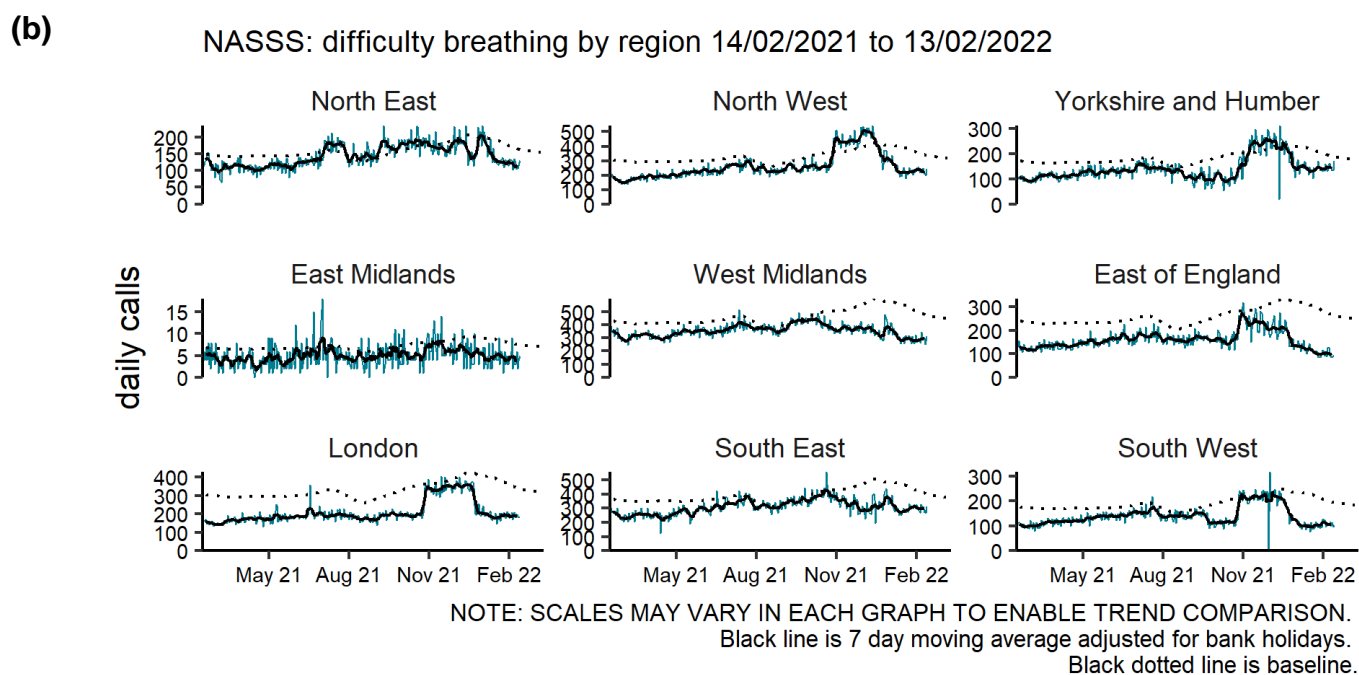 (b)
NASSS: difficulty breathing by region 14/02/2021 to 13/02/2022
North East
North West
Yorkshire and Humber
200
150
100
50
0
500
400
300
200
100
0
300
200
100
0
daily calls
East Midlands
West Midlands
East of England
15
10
5
0
500
400
300
200
100
0
300
200
100
0
London
South East
South West
400
300
200
100
0
500
400
300
200
100
0
300
200
100
0
May 21 Aug 21 Nov 21 Feb 22
May 21 Aug 21 Nov 21 Feb 22
May 21 Aug 21 Nov 21 Feb 22
NOTE: SCALES MAY VARY IN EACH GRAPH TO ENABLE TREND COMPARISON.
Black line is 7 day moving average adjusted for bank holidays.
Black dotted line is baseline.